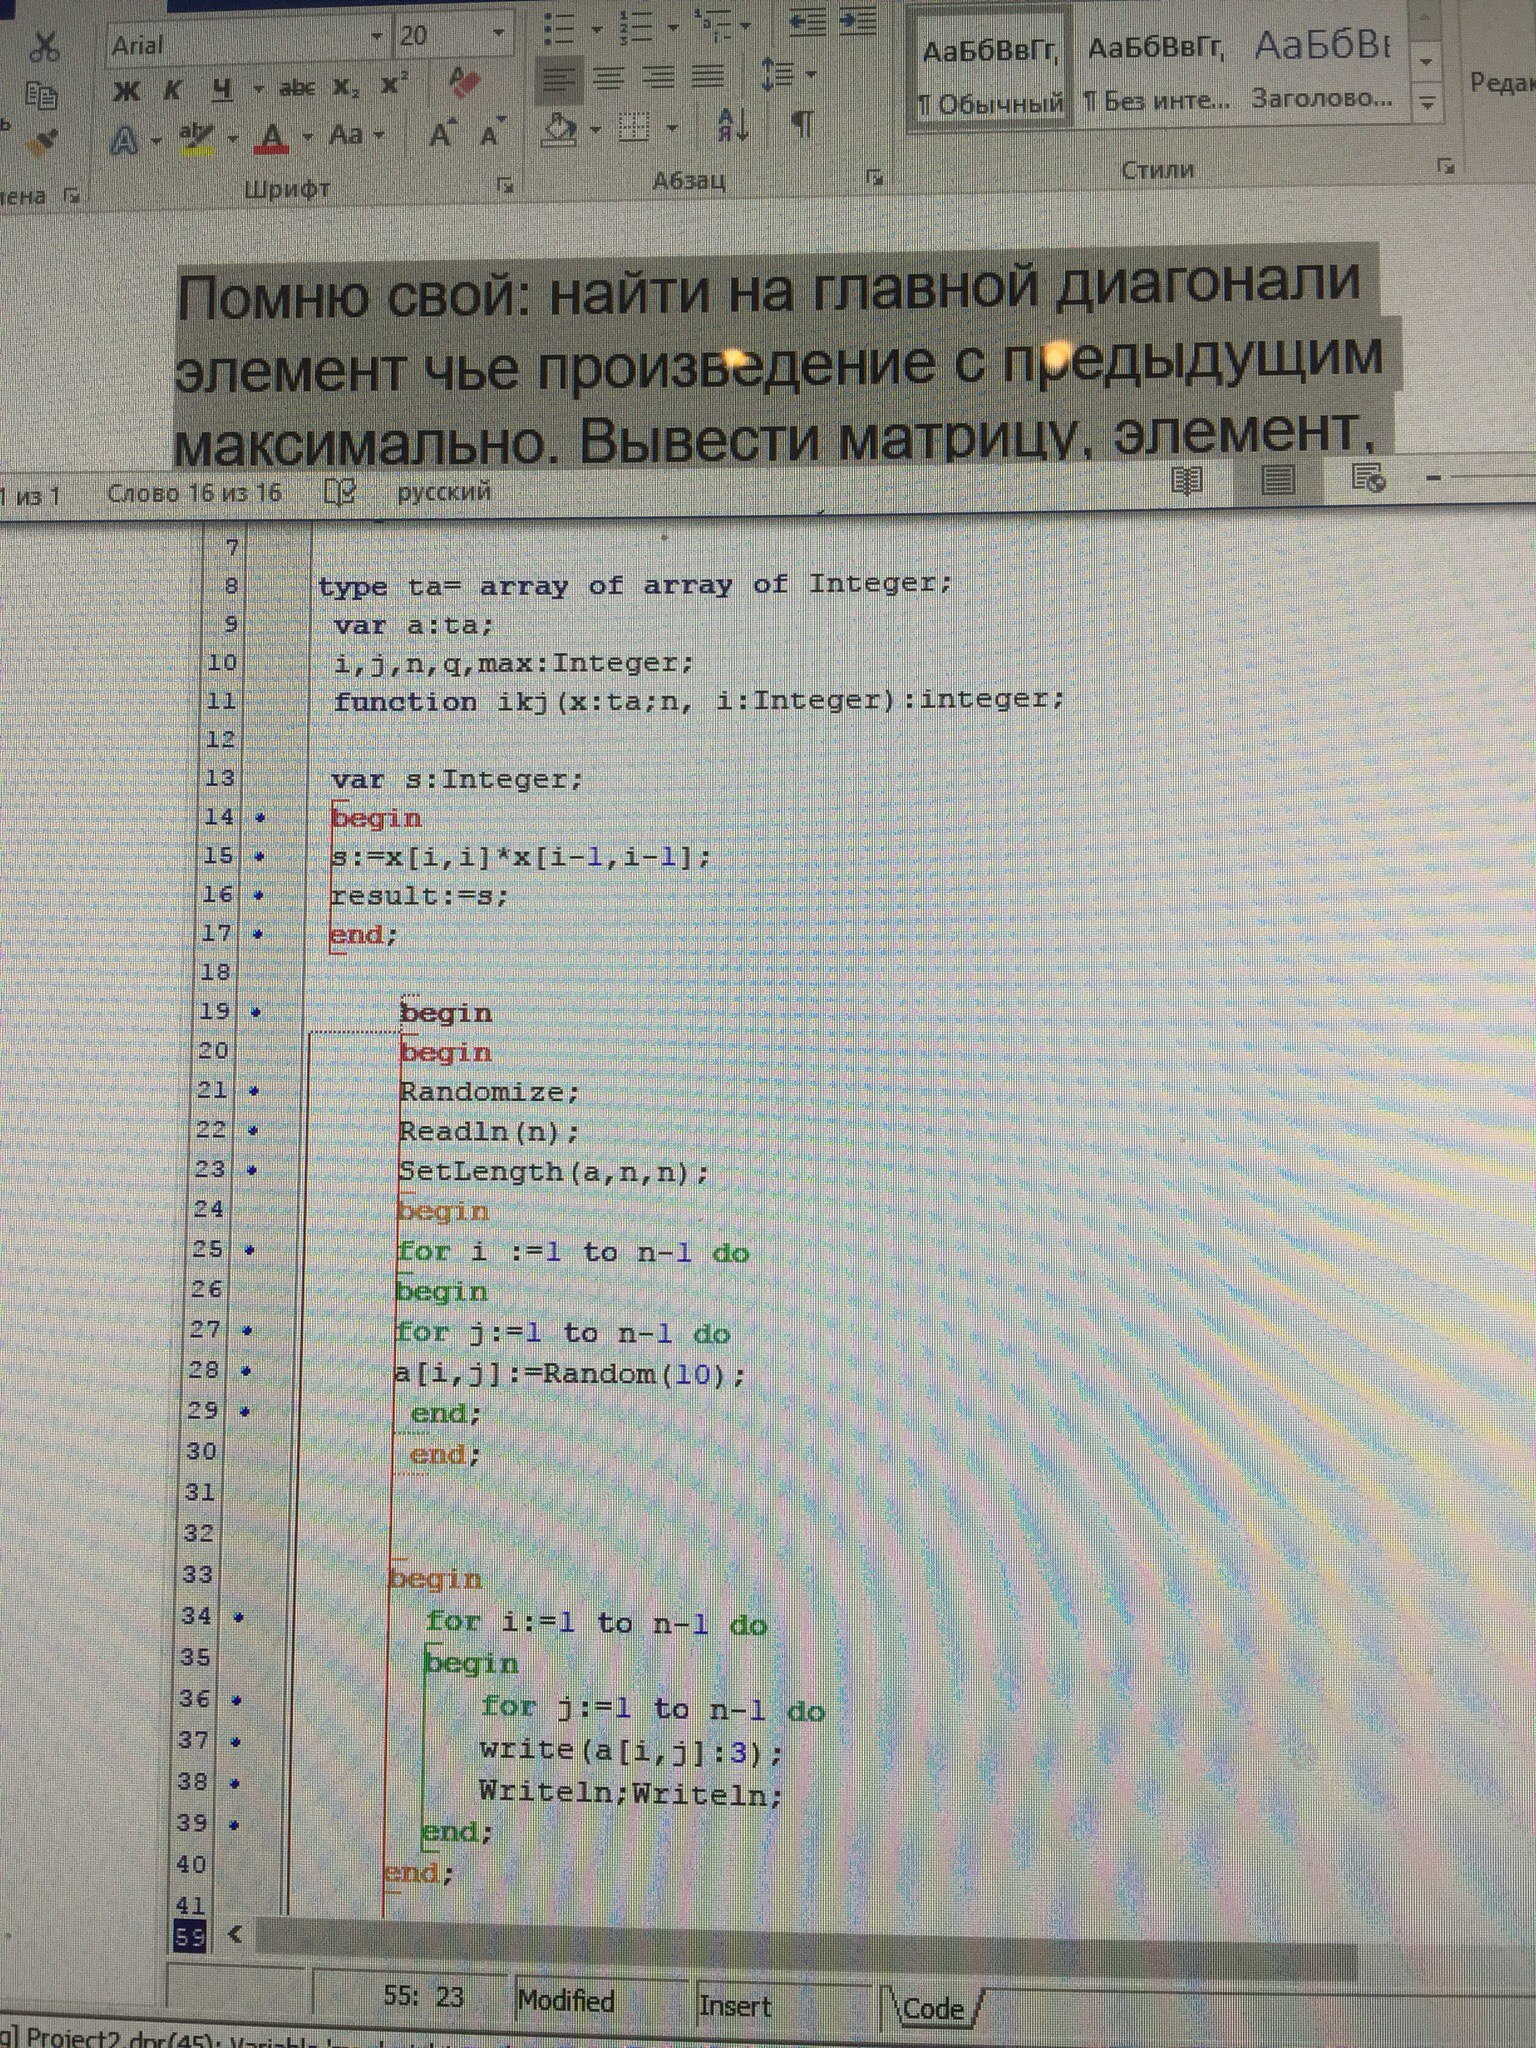 Arial 20
Ж К Ч abc X₂ X²
A aby A Aa A A
АаБбВвГг, АаБбВвГг, АаБбВ
¶ Обычный ¶ Без инте... Заголово...
Шрифт Абзац Стили
Помню свой: найти на главной диагонали
элемент чье произведение с предыдущим
максимально. Вывести матрицу, элемент,
1 из 1 Слово 16 из 16 русский
7
8 type ta= array of array of Integer;
9 var a:ta;
10 i,j,n,q,max:Integer;
11 function ikj(x:ta;n, i:Integer):integer;
12
13 var s:Integer;
14 begin
15 s:=x[i,i]*x[i-1,i-1];
16 result:=s;
17 end;
18
19 begin
20 begin
21 Randomize;
22 Readln(n);
23 SetLength(a,n,n);
24 begin
25 for i :=1 to n-1 do
26 begin
27 for j:=1 to n-1 do
28 a[i,j]:=Random(10);
29 end;
30 end;
31
32
33 begin
34 for i:=1 to n-1 do
35 begin
36 for j:=1 to n-1 do
37 write(a[i,j]:3);
38 Writeln;Writeln;
39 end;
40 end;
41
59
55: 23 Modified Insert Code
Project2.dpr(45): Variable